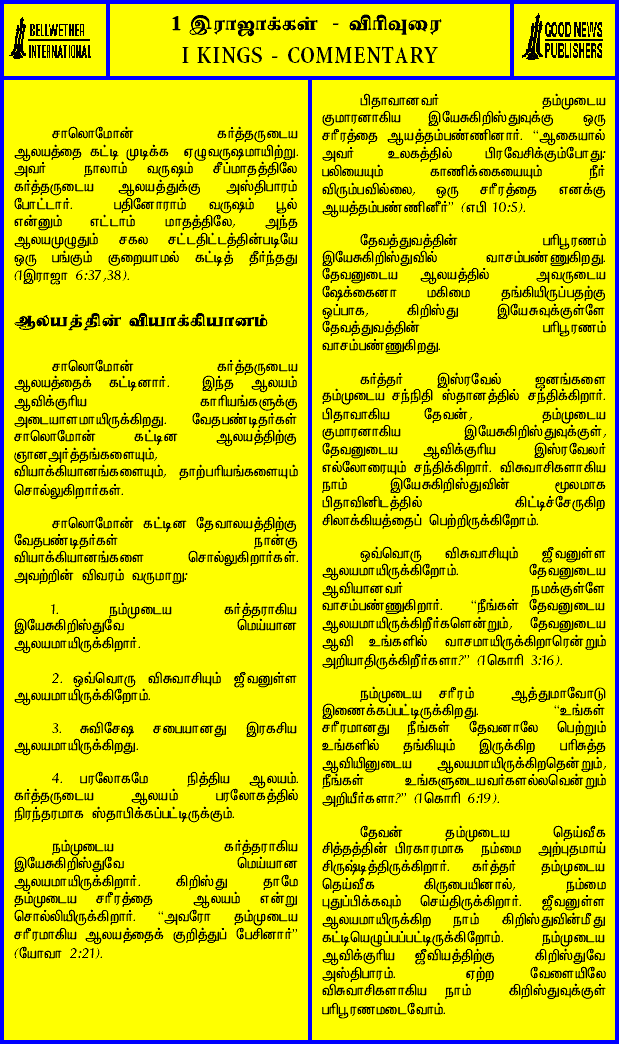 BELLWETHER
INTERNATIONAL
1 இராஜாக்கள் - விரிவுரை
I KINGS - COMMENTARY
GOOD NEWS
PUBLISHERS
சாலொமோன் கர்த்தருடைய
ஆலயத்தை கட்டி முடிக்க ஏழுவருஷமாயிற்று.
அவர் நாலாம் வருஷம் சீப்மாதத்திலே
கர்த்தருடைய ஆலயத்துக்கு அஸ்திபாரம்
போட்டார். பதினோராம் வருஷம் பூல்
என்னும் எட்டாம் மாதத்திலே, அந்த
ஆலயமுழுதும் சகல சட்டதிட்டத்தின்படியே
ஒரு பங்கும் குறையாமல் கட்டித் தீர்ந்தது
(1இராஜா 6:37,38).
ஆலயத்தின் வியாக்கியானம்
சாலொமோன் கர்த்தருடைய
ஆலயத்தைக் கட்டினார். இந்த ஆலயம்
ஆவிக்குரிய காரியங்களுக்கு
அடையாளமாயிருக்கிறது. வேதபண்டிதர்கள்
சாலொமோன் கட்டின ஆலயத்திற்கு
ஞானஅர்த்தங்களையும்,
வியாக்கியானங்களையும், தாற்பரியங்களையும்
சொல்லுகிறார்கள்.
சாலொமோன் கட்டின தேவாலயத்திற்கு
வேதபண்டிதர்கள் நான்கு
வியாக்கியானங்களை சொல்லுகிறார்கள்.
அவற்றின் விவரம் வருமாறு:
1. நம்முடைய கர்த்தராகிய
இயேசுகிறிஸ்துவே மெய்யான
ஆலயமாயிருக்கிறார்.
2. ஒவ்வொரு விசுவாசியும் ஜீவனுள்ள
ஆலயமாயிருக்கிறோம்.
3. சுவிசேஷ சபையானது இரகசிய
ஆலயமாயிருக்கிறது.
4. பரலோகமே நித்திய ஆலயம்.
கர்த்தருடைய ஆலயம் பரலோகத்தில்
நிரந்தரமாக ஸ்தாபிக்கப்பட்டிருக்கும்.
நம்முடைய கர்த்தராகிய
இயேசுகிறிஸ்துவே மெய்யான
ஆலயமாயிருக்கிறார். கிறிஸ்து தாமே
தம்முடைய சரீரத்தை ஆலயம் என்று
சொல்லியிருக்கிறார். “அவரோ தம்முடைய
சரீரமாகிய ஆலயத்தைக் குறித்துப் பேசினார்”
(யோவா 2:21).
பிதாவானவர் தம்முடைய
குமாரனாகிய இயேசுகிறிஸ்துவுக்கு ஒரு
சரீரத்தை ஆயத்தம்பண்ணினார். “ஆகையால்
அவர் உலகத்தில் பிரவேசிக்கும்போது:
பலியையும் காணிக்கையையும் நீர்
விரும்பவில்லை, ஒரு சரீரத்தை எனக்கு
ஆயத்தம்பண்ணினீர்” (எபி 10:5).
தேவத்துவத்தின் பரிபூரணம்
இயேசுகிறிஸ்துவில் வாசம்பண்ணுகிறது.
தேவனுடைய ஆலயத்தில் அவருடைய
ஷேக்கைனா மகிமை தங்கியிருப்பதற்கு
ஒப்பாக, கிறிஸ்து இயேசுவுக்குள்ளே
தேவத்துவத்தின் பரிபூரணம்
வாசம்பண்ணுகிறது.
கர்த்தர் இஸ்ரவேல் ஜனங்களை
தம்முடைய சந்நிதி ஸ்தானத்தில் சந்திக்கிறார்.
பிதாவாகிய தேவன், தம்முடைய
குமாரனாகிய இயேசுகிறிஸ்துவுக்குள்,
தேவனுடைய ஆவிக்குரிய இஸ்ரவேலர்
எல்லோரையும் சந்திக்கிறார். விசுவாசிகளாகிய
நாம் இயேசுகிறிஸ்துவின் மூலமாக
பிதாவினிடத்தில் கிட்டிச்சேருகிற
சிலாக்கியத்தைப் பெற்றிருக்கிறோம்.
ஒவ்வொரு விசுவாசியும் ஜீவனுள்ள
ஆலயமாயிருக்கிறோம். தேவனுடைய
ஆவியானவர் நமக்குள்ளே
வாசம்பண்ணுகிறார். “நீங்கள் தேவனுடைய
ஆலயமாயிருக்கிறீர்களென்றும், தேவனுடைய
ஆவி உங்களில் வாசமாயிருக்கிறாரென்றும்
அறியாதிருக்கிறீர்களா?” (1கொரி 3:16).
நம்முடைய சரீரம் ஆத்துமாவோடு
இணைக்கப்பட்டிருக்கிறது. “உங்கள்
சரீரமானது நீங்கள் தேவனாலே பெற்றும்
உங்களில் தங்கியும் இருக்கிற பரிசுத்த
ஆவியினுடைய ஆலயமாயிருக்கிறதென்றும்,
நீங்கள் உங்களுடையவர்களல்லவென்றும்
அறியீர்களா?” (1கொரி 6:19).
தேவன் தம்முடைய தெய்வீக
சித்தத்தின் பிரகாரமாக நம்மை அற்புதமாய்
சிருஷ்டித்திருக்கிறார். கர்த்தர் தம்முடைய
தெய்வீக கிருபையினால், நம்மை
புதுப்பிக்கவும் செய்திருக்கிறார். ஜீவனுள்ள
ஆலயமாயிருக்கிற நாம் கிறிஸ்துவின்மீது
கட்டியெழுப்பப்பட்டிருக்கிறோம். நம்முடைய
ஆவிக்குரிய ஜீவியத்திற்கு கிறிஸ்துவே
அஸ்திபாரம். ஏற்ற வேளையிலே
விசுவாசிகளாகிய நாம் கிறிஸ்துவுக்குள்
பரிபூரணமடைவோம்.